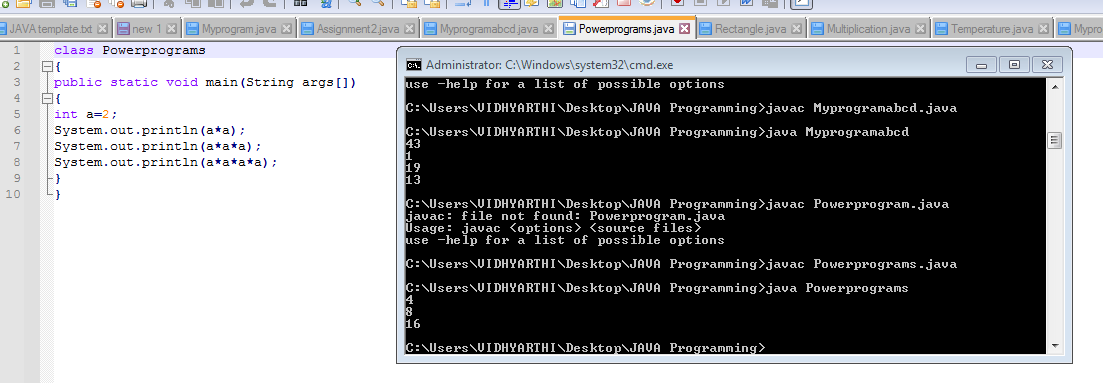 JAVA template.txt new 1 Myprogram.java Assignment2.java Myprogramabcd.java Powerprograms.java Rectangle.java Multiplication.java Temperature.java Mypro
1 class Powerprograms
2 {
3 public static void main(String args[])
4 {
5 int a=2;
6 System.out.println(a*a);
7 System.out.println(a*a*a);
8 System.out.println(a*a*a*a);
9 }
10 }
Administrator: C:\Windows\system32\cmd.exe
use -help for a list of possible options
C:\Users\VIDHYARTHI\Desktop\JAVA Programming>javac Myprogramabcd.java
C:\Users\VIDHYARTHI\Desktop\JAVA Programming>java Myprogramabcd
43
1
19
13
C:\Users\VIDHYARTHI\Desktop\JAVA Programming>javac Powerprogram.java
javac: file not found: Powerprogram.java
Usage: javac <options> <source files>
use -help for a list of possible options
C:\Users\VIDHYARTHI\Desktop\JAVA Programming>javac Powerprograms.java
C:\Users\VIDHYARTHI\Desktop\JAVA Programming>java Powerprograms
4
8
16
C:\Users\VIDHYARTHI\Desktop\JAVA Programming>